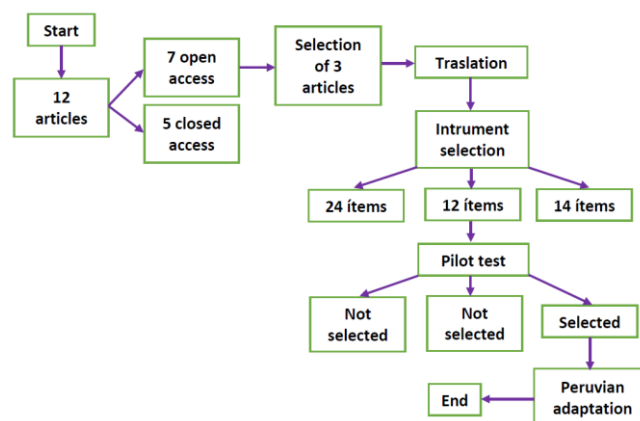 Start
12
articles
7 open
access
5 closed
access
Selection
of 3
articles
Traslation
Intrument
selection
24 ítems
12 ítems
14 ítems
Pilot test
Not
selected
Not
selected
Selected
Peruvian
adaptation
End